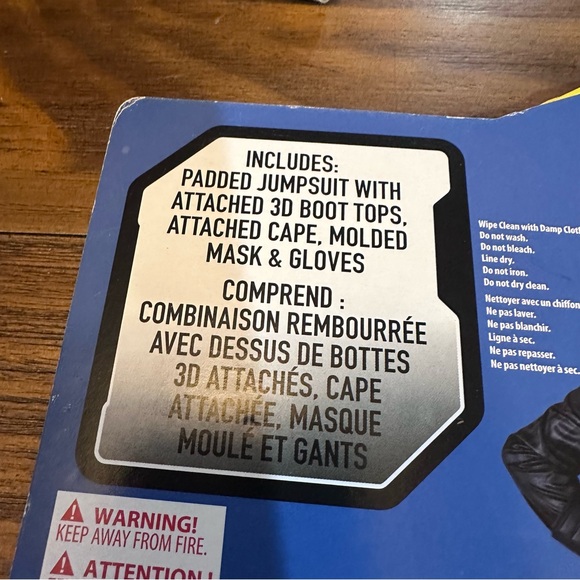 INCLUDES:
PADDED JUMPSUIT WITH
ATTACHED 3D BOOT TOPS,
ATTACHED CAPE, MOLDED
MASK & GLOVES
COMPREND :
COMBINAISON REMBOURRÉE
AVEC DESSUS DE BOTTES
3D ATTACHÉS, CAPE
ATTACHÉE, MASQUE
MOULÉ ET GANTS
Wipe Clean with Damp Cloth
Do not wash.
Do not bleach.
Line dry.
Do not iron.
Do not dry clean.
Nettoyer avec un chiffon
Ne pas laver.
Ne pas blanchir.
Ligne à sec.
Ne pas repasser.
Ne pas nettoyer à sec.
WARNING!
KEEP AWAY FROM FIRE.
ATTENTION !